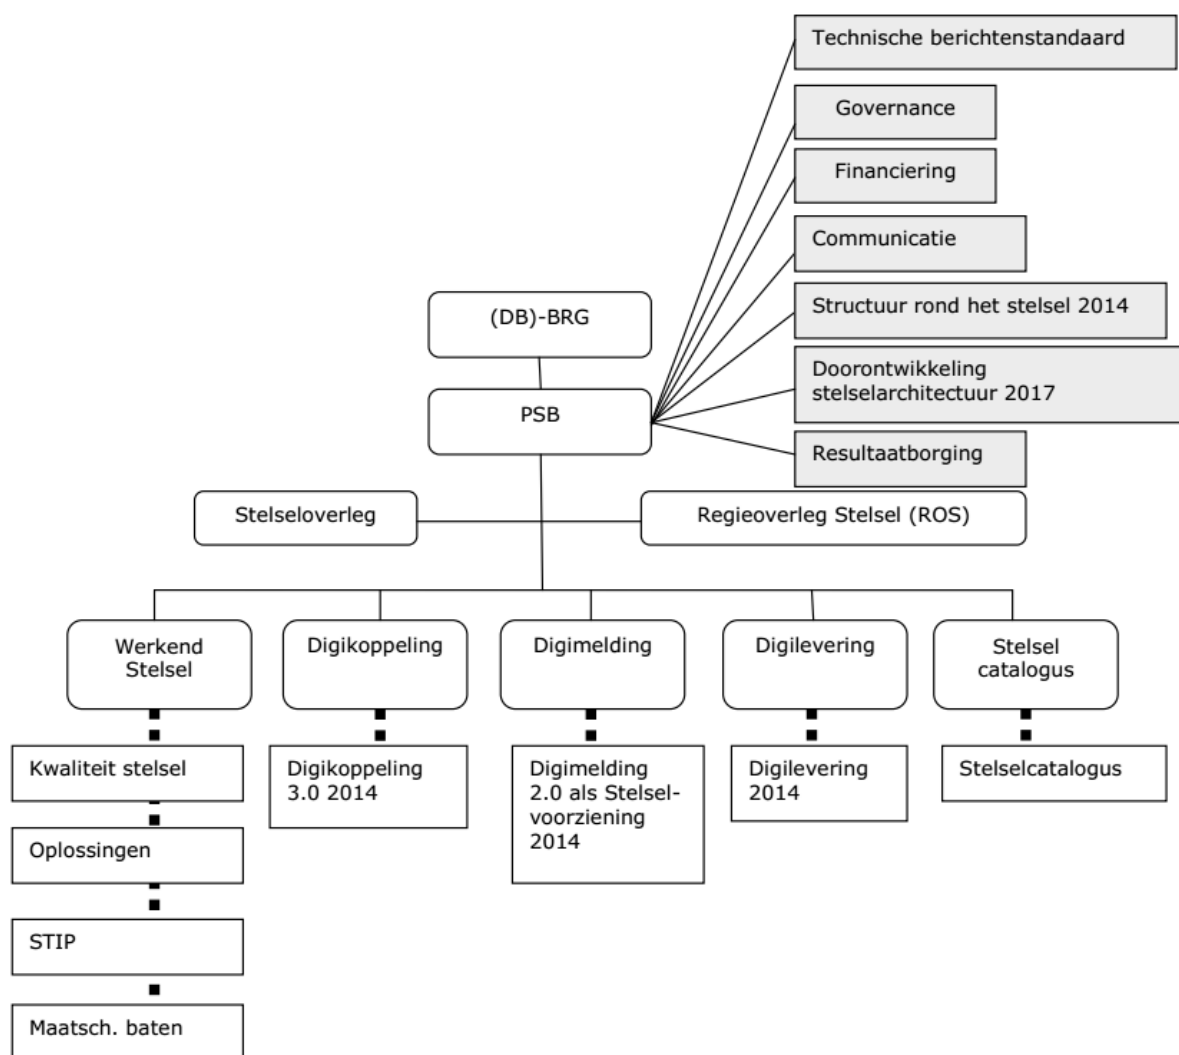 Technische berichtenstandaard
Governance
Financiering
Communicatie
Structuur rond het stelsel 2014
Doorontwikkeling
stelselarchitectuur 2017
Resultaatborging
(DB)-BRG
PSB
Stelseloverleg
Regieoverleg Stelsel (ROS)
Werkend
Stelsel
Digikoppeling
Digimelding
Digilevering
Stelsel
catalogus
Kwaliteit stelsel
Oplossingen
STIP
Maatsch. baten
Digikoppeling
3.0 2014
Digimelding
2.0 als Stelsel-
voorziening
2014
Digilevering
2014
Stelselcatalogus